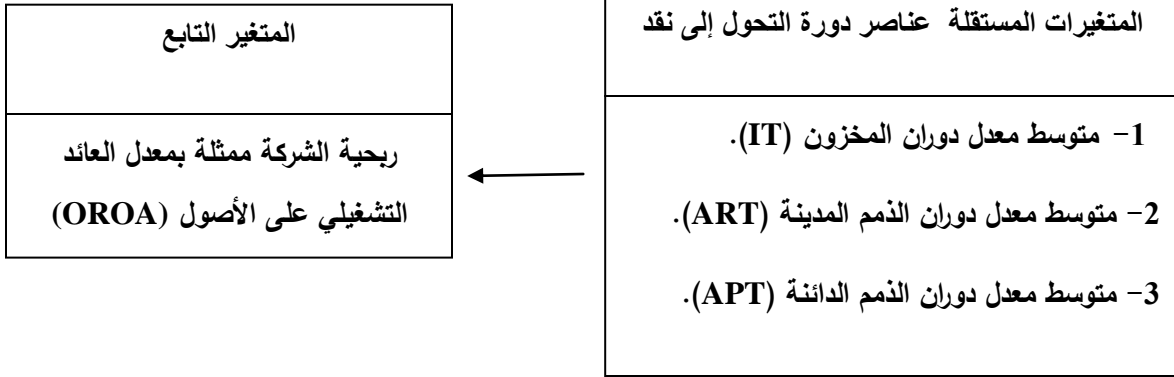 المتغيرات المستقلة عناصر دورة التحول إلى نقد
1- متوسط معدل دوران المخزون (IT).
2- متوسط معدل دوران الذمم المدينة (ART).
3- متوسط معدل دوران الذمم الدائنة (APT).
المتغير التابع
ربحية الشركة ممثلة بمعدل العائد
التشغيلي على الأصول (OROA)